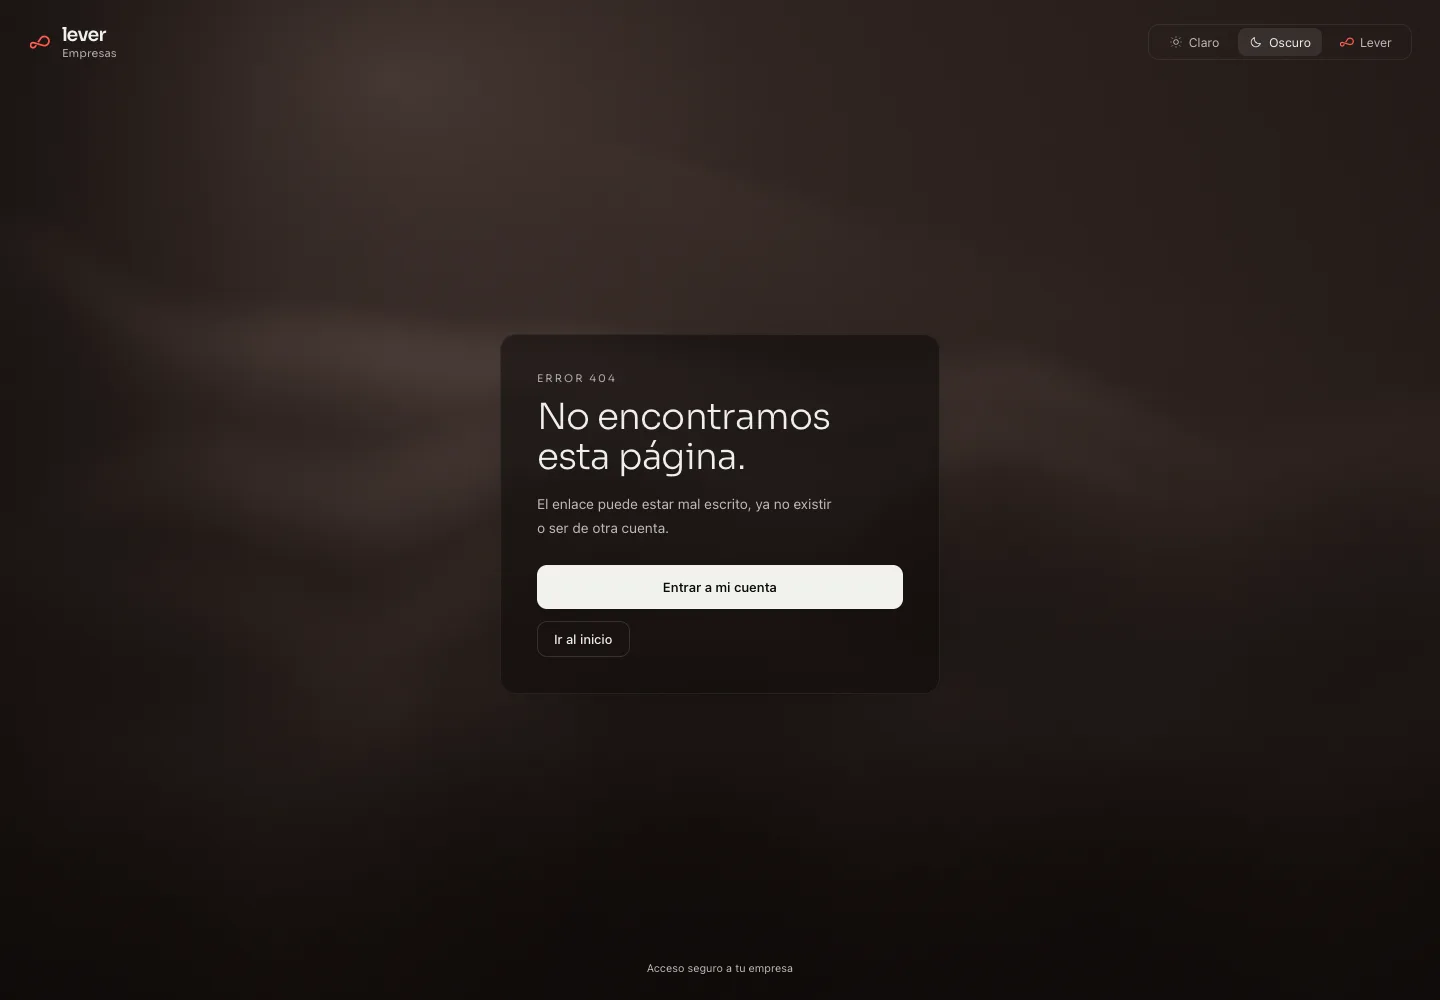 lever
Empresas
Claro
Oscuro
Lever
ERROR 404
No encontramos
esta página.
El enlace puede estar mal escrito, ya no existir
o ser de otra cuenta.
Entrar a mi cuenta
Ir al inicio
Acceso seguro a tu empresa